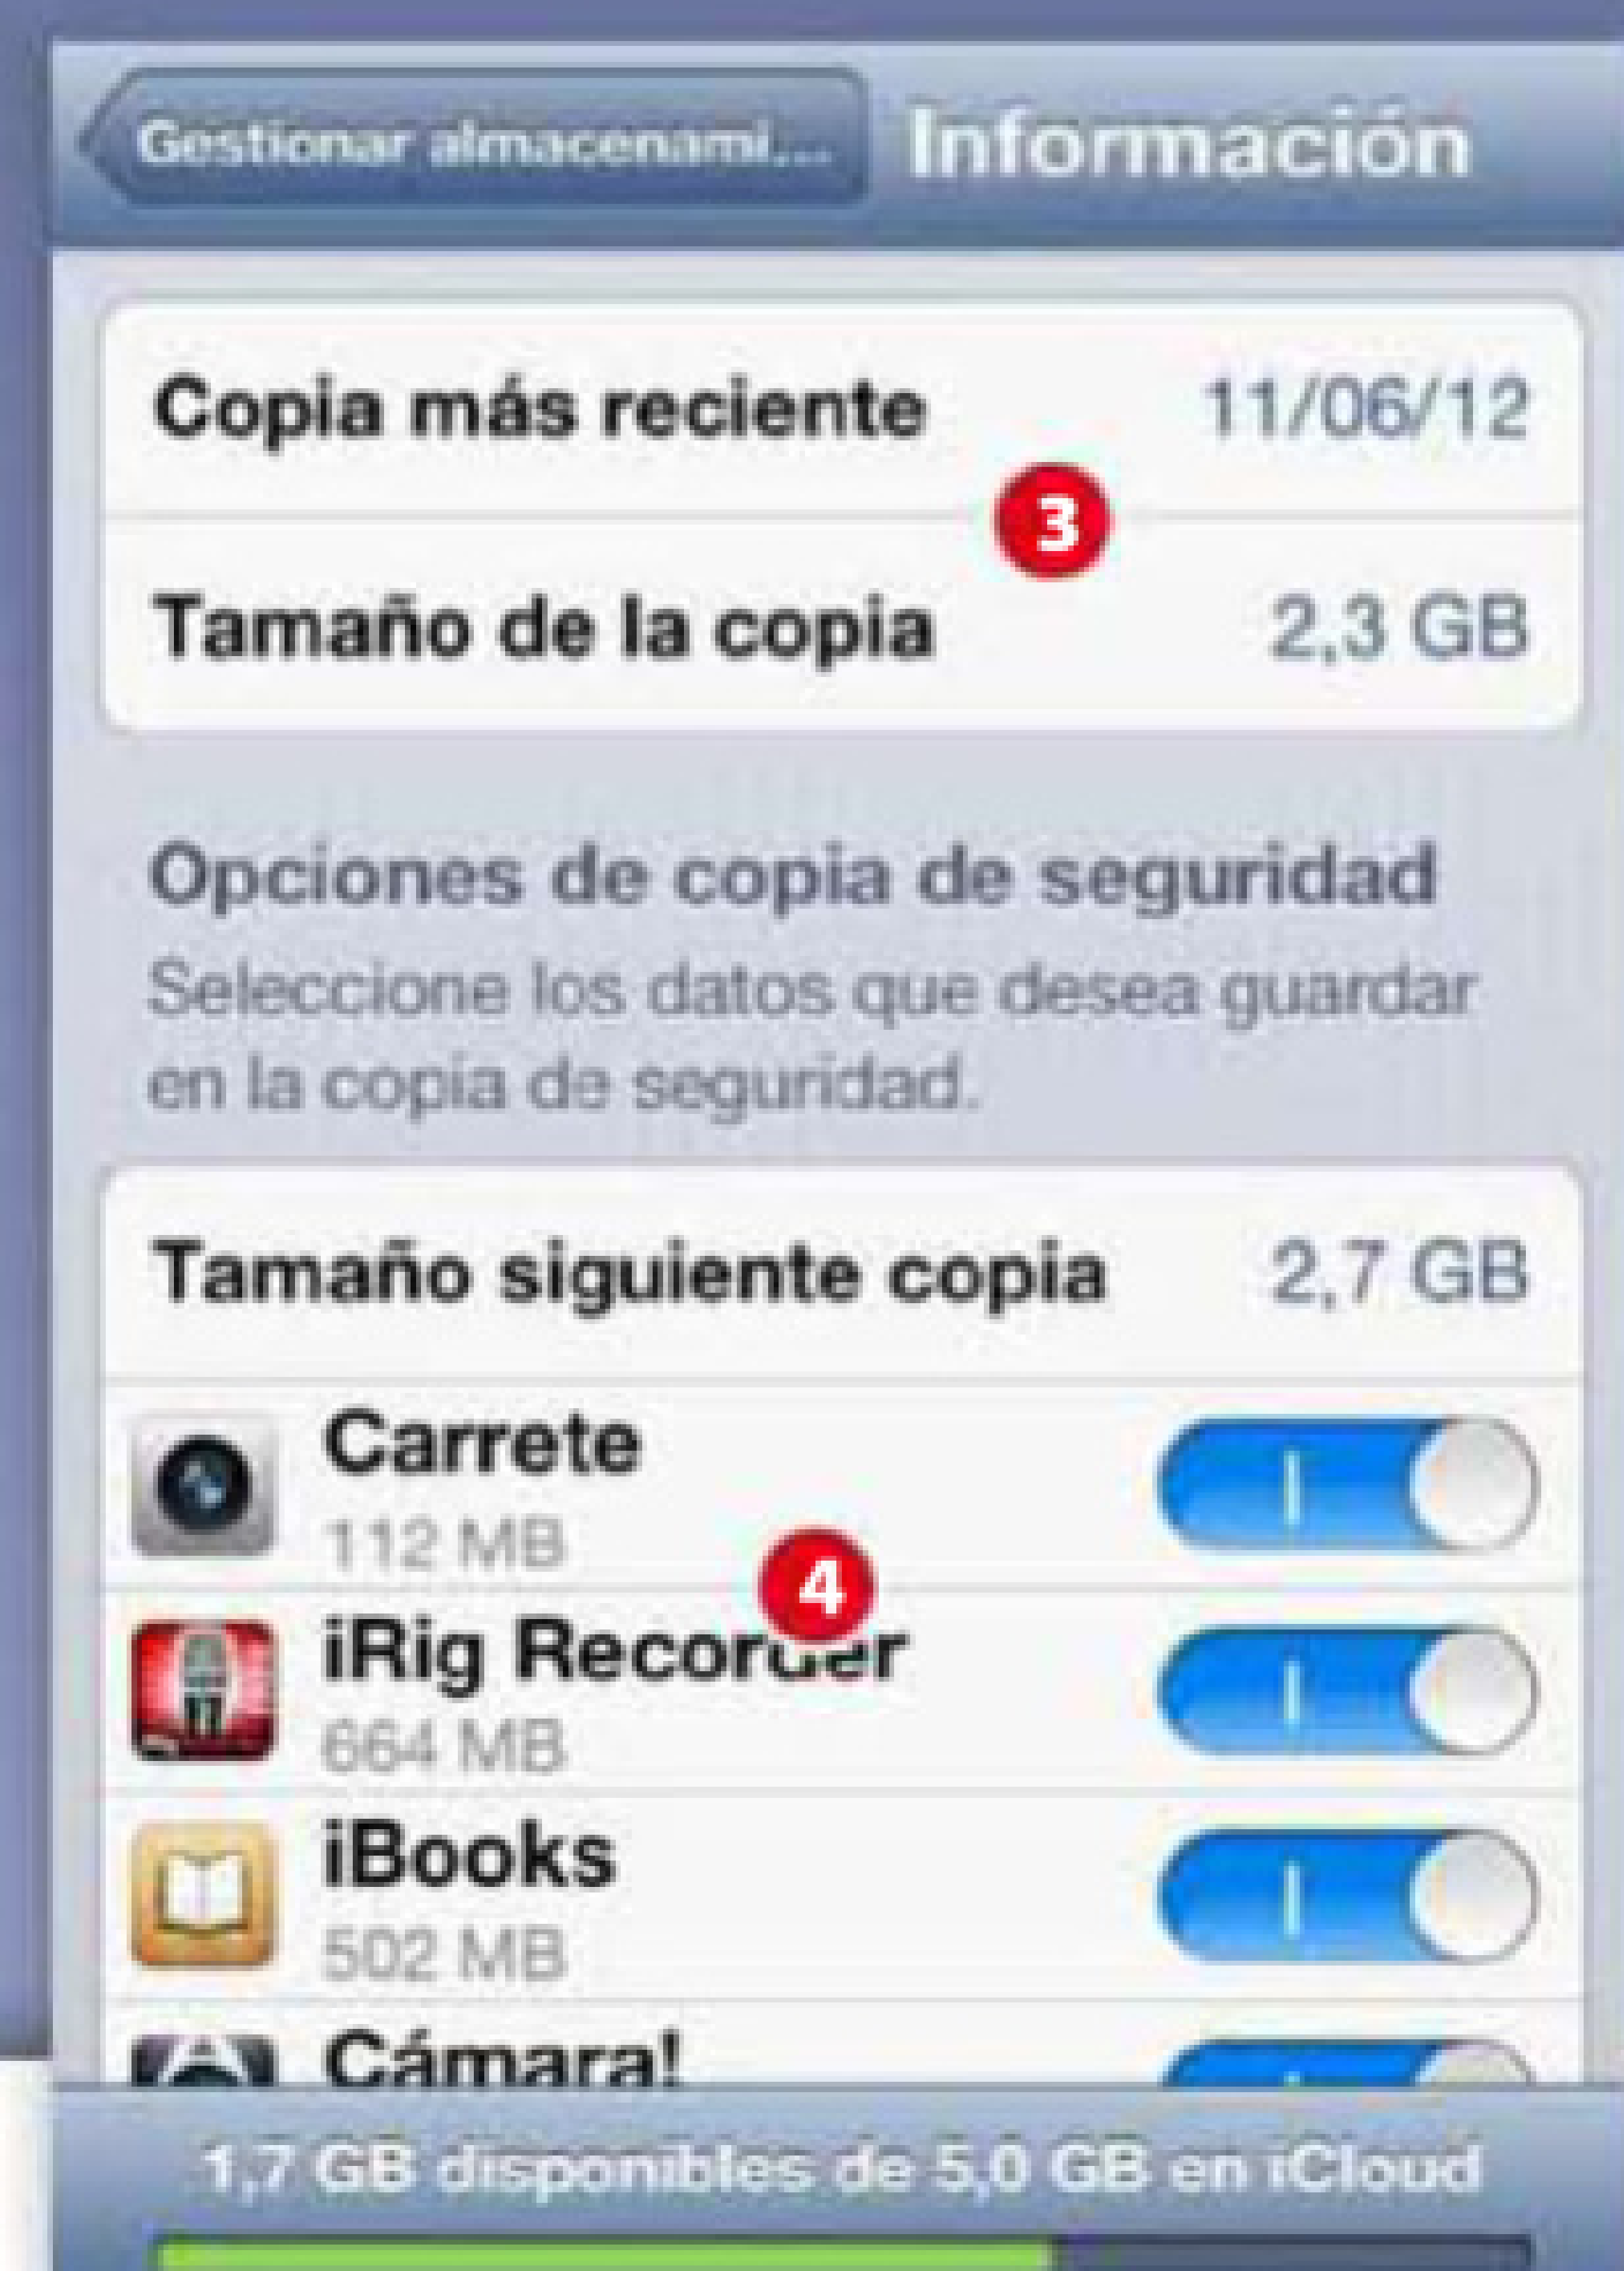 Gestionar almacenami... Información
Copia más reciente 11/06/12
3
Tamaño de la copia 2,3 GB
Opciones de copia de seguridad
Seleccione los datos que desea guardar
en la copia de seguridad.
Tamaño siguiente copia 2,7 GB
Carrete
112 MB
4
iRig Recorder
664 MB
iBooks
502 MB
Cámara!
1,7 GB disponibles de 5,0 GB en iCloud